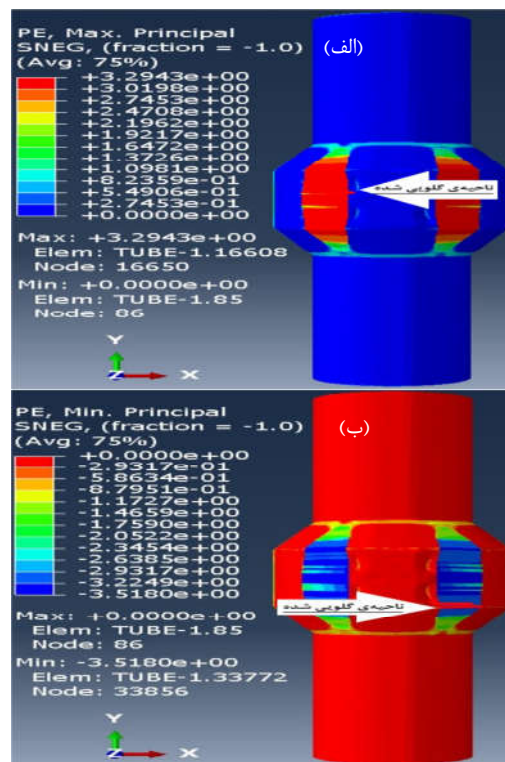 PE, Max. Principal
SNEG, (fraction = -1.0)
(Avg: 75%)
+3.2943e+00
+3.0198e+00
+2.7453e+00
+2.4708e+00
+2.1962e+00
+1.9217e+00
+1.6472e+00
+1.3726e+00
+1.0981e+00
+8.2359e-01
+5.4906e-01
+2.7453e-01
+0.0000e+00
Max: +3.2943e+00
Elem: TUBE-1.16608
Node: 16650
Min: +0.0000e+00
Elem: TUBE-1.85
Node: 86
(الف)
ناحیه‌ی گلویی شده
Y
Z
X
PE, Min. Principal
SNEG, (fraction = -1.0)
(Avg: 75%)
+0.0000e+00
-2.9317e-01
-5.8634e-01
-8.7951e-01
-1.1727e+00
-1.4659e+00
-1.7590e+00
-2.0522e+00
-2.3454e+00
-2.6385e+00
-2.9317e+00
-3.2249e+00
-3.5180e+00
Max: +0.0000e+00
Elem: TUBE-1.85
Node: 86
Min: -3.5180e+00
Elem: TUBE-1.33772
Node: 33856
(ب)
ناحیه‌ی گلویی شده
Y
Z
X